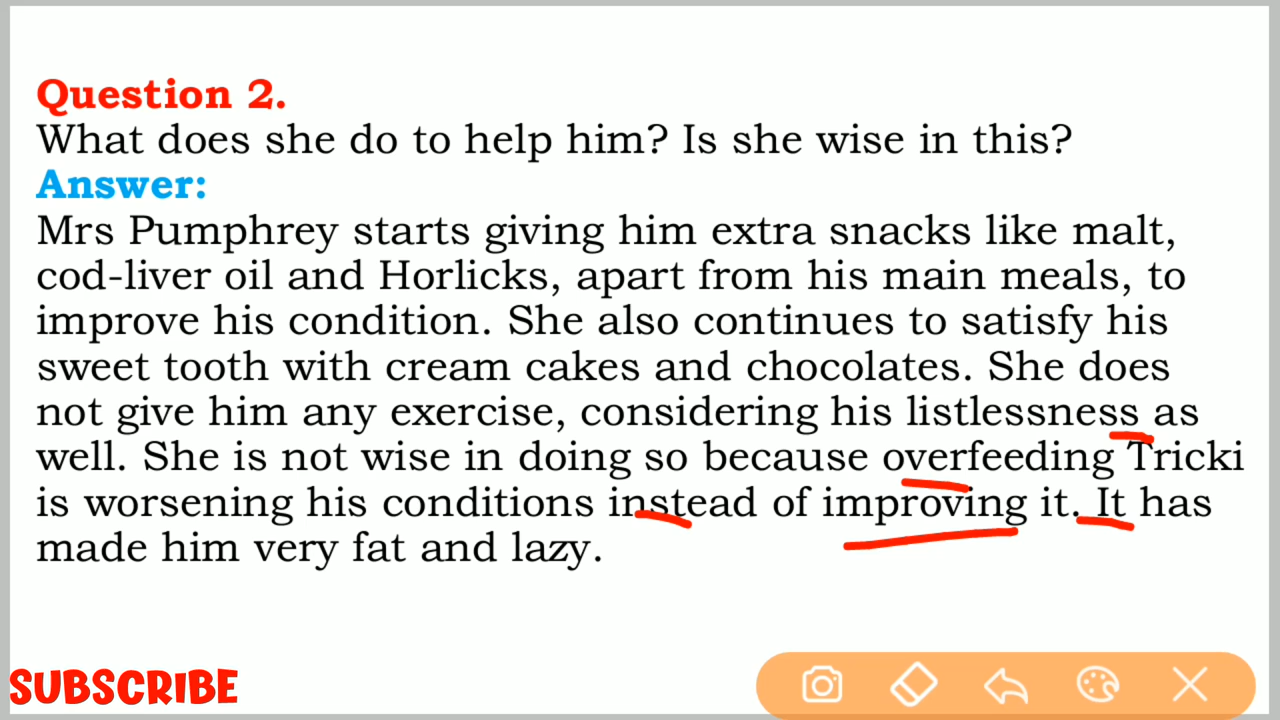 Question 2.
What does she do to help him? Is she wise in this?
Answer:
Mrs Pumphrey starts giving him extra snacks like malt,
cod-liver oil and Horlicks, apart from his main meals, to
improve his condition. She also continues to satisfy his
sweet tooth with cream cakes and chocolates. She does
not give him any exercise, considering his listlessness as
well. She is not wise in doing so because overfeeding Tricki
is worsening his conditions instead of improving it. It has
made him very fat and lazy.
SUBSCRIBE